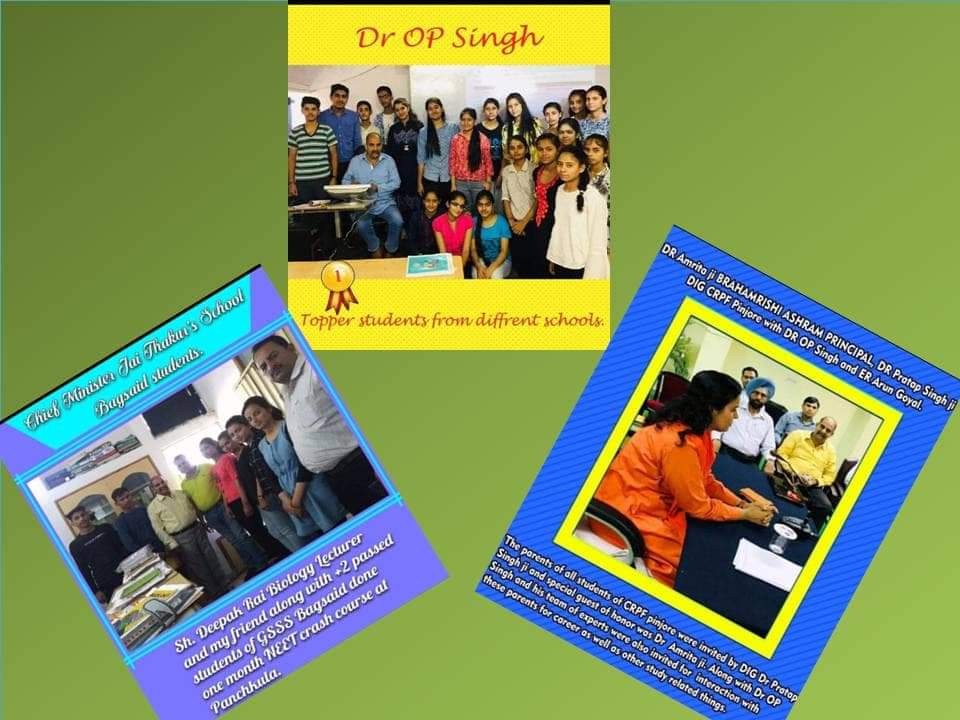 Dr OP Singh
1
Topper students from diffrent schools.
Chief Minister Jai Thakur's School
Bagsaid students.
Sh. Deepak Rai Biology Lecturer
and my friend along with +2 passed
students of GSSS Bagsaid done
one month NEET crash course at
Panchkula.
DR Amrita ji BRAHAMRISHI ASHRAM PRINCIPAL, DR Pratap Singh ji
DIG CRPF Pinjore with DR OP Singh and ER Arun Goyal.
The parents of all students of CRPF, pinjore were invited by DIG Dr Pratap
Singh ji and special guest of honor was Dr Amrita ji. Along with Dr OP
Singh and his team of experts were also invited for interaction with
these parents for career as well as other study related things.